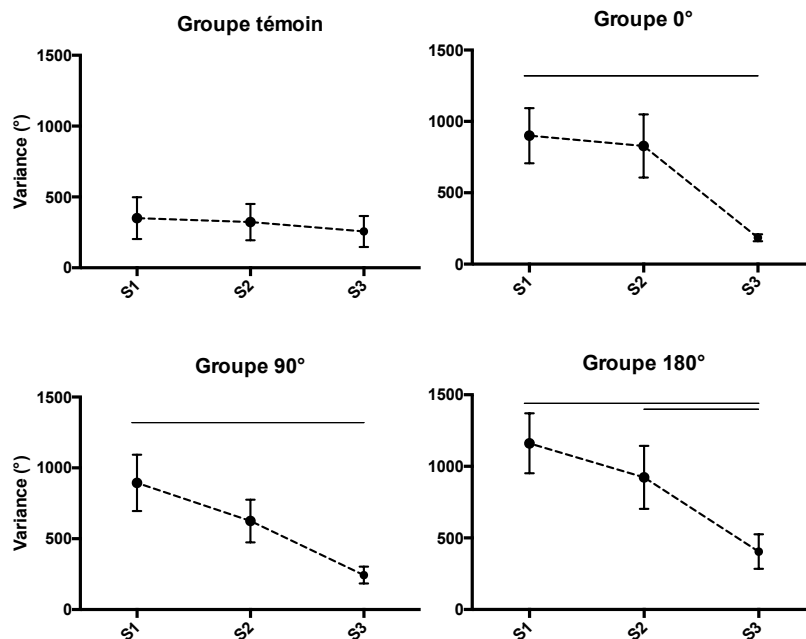 Groupe témoin
1500
1000
500
0
Variance (°)
S1
S2
S3
Groupe 0°
1500
1000
500
0
S1
S2
S3
Groupe 90°
1500
1000
500
0
Variance (°)
S1
S2
S3
Groupe 180°
1500
1000
500
0
S1
S2
S3